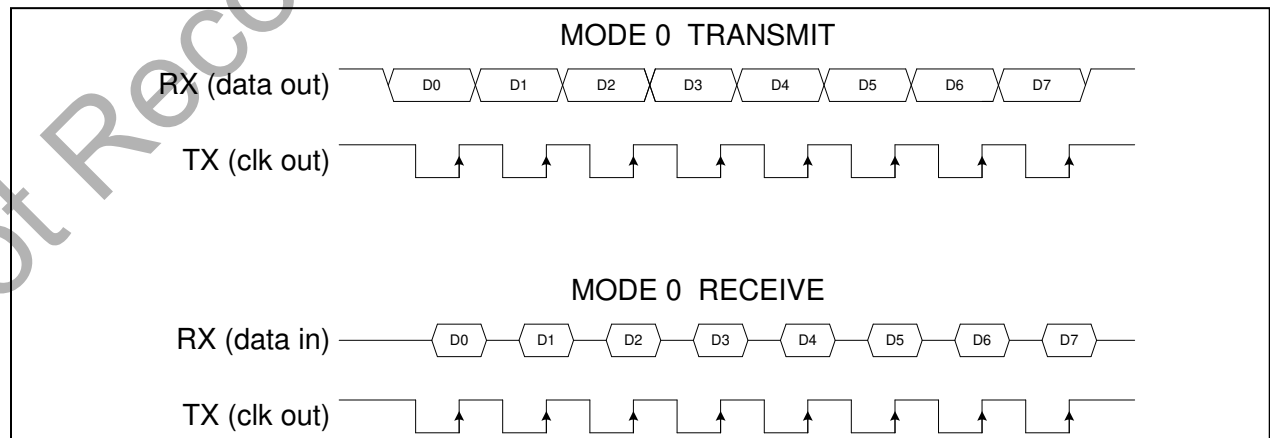 MODE 0 TRANSMIT
RX (data out) D0 D1 D2 D3 D4 D5 D6 D7
TX (clk out)
MODE 0 RECEIVE
RX (data in) D0 D1 D2 D3 D4 D5 D6 D7
TX (clk out)